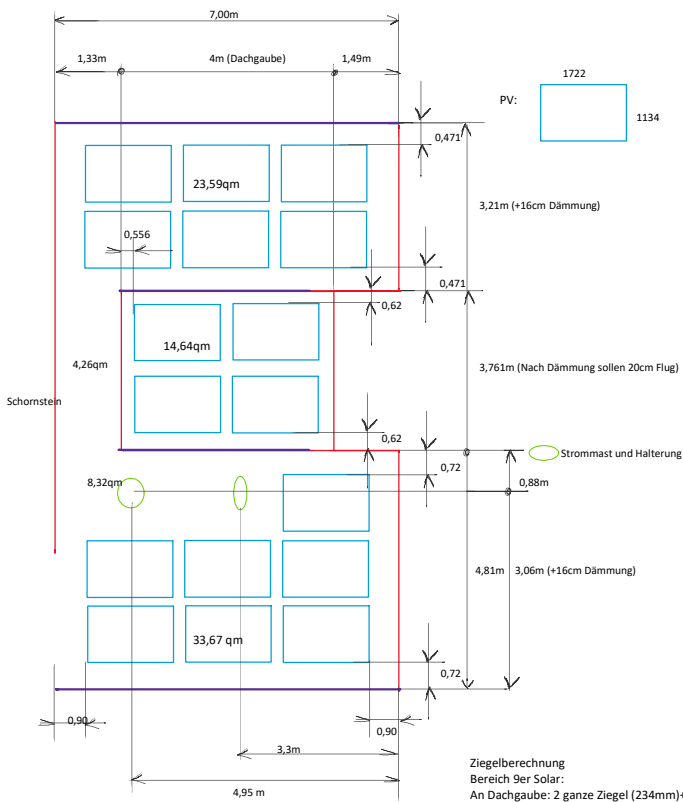 7,00m
1,33m
4m (Dachgaube)
1,49m
PV:
1722
1134
0,471
23,59qm
3,21m (+16cm Dämmung)
0,556
0,471
0,62
14,64qm
4,26qm
3,761m (Nach Dämmung sollen 20cm Flug)
Schornstein
0,62
0,72
Strommast und Halterung
8,32qm
0,88m
4,81m
3,06m (+16cm Dämmung)
33,67 qm
0,72
0,90
0,90
3,3m
4,95 m
Ziegelberechnung
Bereich 9er Solar:
An Dachgaube: 2 ganze Ziegel (234mm)+